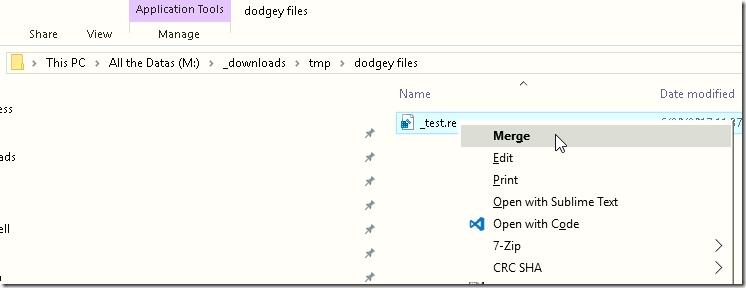 Application Tools
dodgey files
Share View Manage
This PC > All the Datas (M:) > _downloads > tmp > dodgey files
Name Date modified
ess
_test.re
Merge
Edit
ads
Print
Open with Sublime Text
ell
Open with Code
7-Zip
CRC SHA